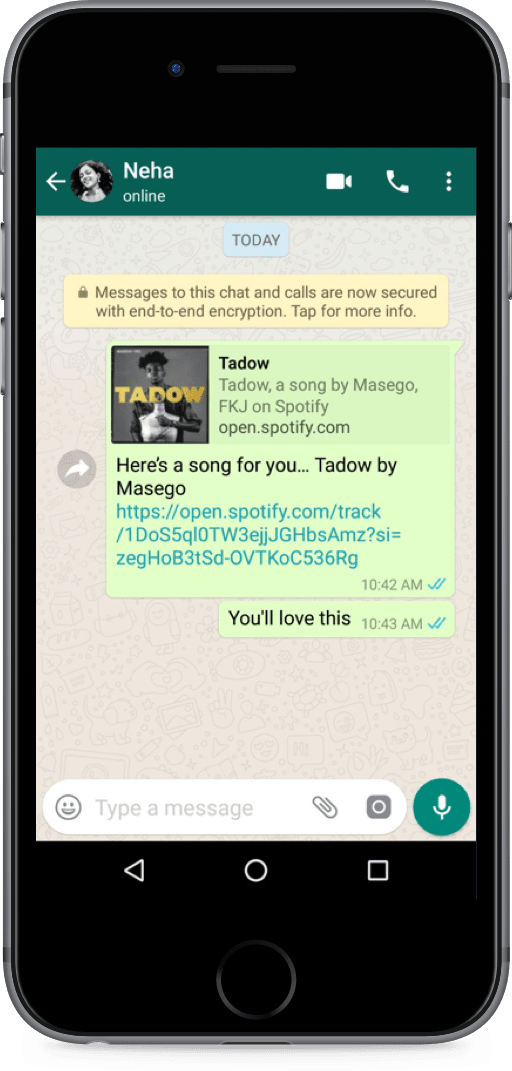 Neha
online
TODAY
Messages to this chat and calls are now secured
with end-to-end encryption. Tap for more info.
TADOW
Tadow
Tadow, a song by Masego,
FKJ on Spotify
open.spotify.com
Here’s a song for you… Tadow by
Masego
https://open.spotify.com/track
/1DoS5ql0TW3ejjJGHbsAmz?si=
zegHoB3tSd-OVTKoC536Rg
10:42 AM
You'll love this 10:43 AM
Type a message